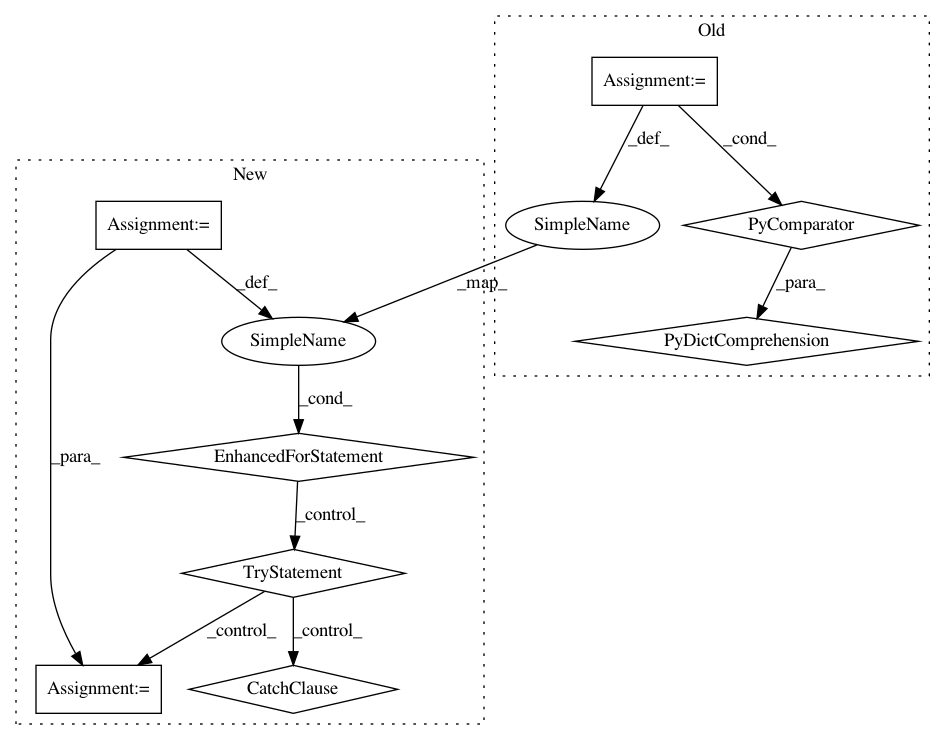 Old
Assignment:=
_def_
_cond_
New
Assignment:=
SimpleName
PyComparator
_def_
_map_
_para_
SimpleName
PyDictComprehension
_cond_
_para_
EnhancedForStatement
_control_
TryStatement
_control_
_control_
Assignment:=
CatchClause